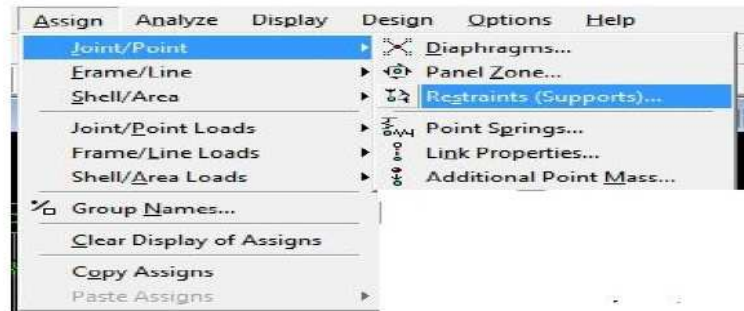 Assign Analyze Display Design Options Help
Joint/Point
Frame/Line
Shell/Area
Joint/Point Loads
Frame/Line Loads
Shell/Area Loads
Group Names...
Clear Display of Assigns
Copy Assigns
Paste Assigns
Diaphragms...
Panel Zone...
Restraints (Supports)...
Point Springs...
Link Properties...
Additional Point Mass...